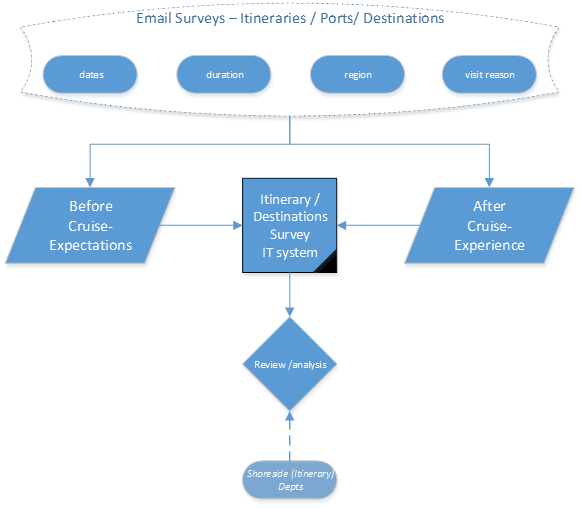 Email Surveys – Itineraries / Ports/ Destinations
dates
duration
region
visit reason
Before
Cruise-
Expectations
Itinerary /
Destinations
Survey
IT system
After
Cruise-
Experience
Review /analysis
Shoreside (Itinerary)
Depts